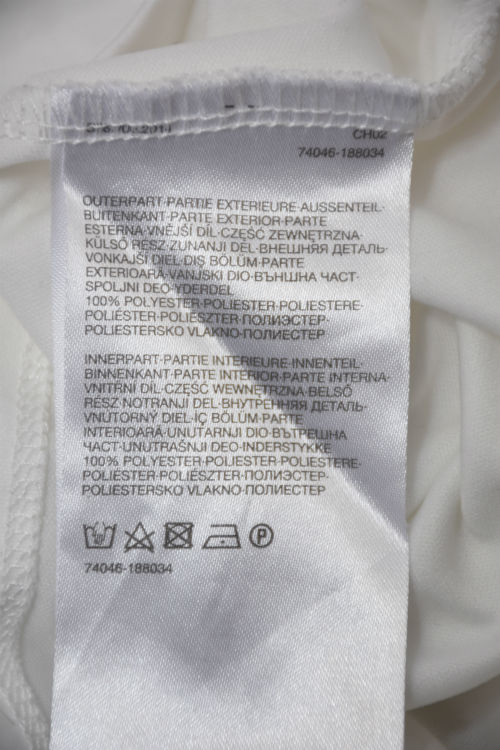 CH02
74046-188034
OUTERPART·PARTIE EXTERIEURE·AUSSENTEIL·
BUITENKANT·PARTE EXTERIOR·PARTE
ESTERNA·VNĚJŠÍ DÍL·CZĘŚĆ ZEWNĘTRZNA·
KÜLSŐ RÉSZ·ZUNANJI DEL·ВНЕШНЯЯ ДЕТАЛЬ·
VONKAJŠÍ DIEL·DIŞ BÖLÜM·PARTE
EXTERIOARĂ·VANJSKI DIO·ВЪНШНА ЧАСТ·
SPOLJNI DEO·YDERDEL
100% POLYESTER·POLIESTER·POLIESTERE·
POLIÉSTER·POLIÉSZTER·ПОЛИЭСТЕР·
POLIESTERSKO VLAKNO·ПОЛИЕСТЕР
INNERPART·PARTIE INTERIEURE·INNENTEIL·
BINNENKANT·PARTE INTERIOR·PARTE INTERNA·
VNITŘNÍ DÍL·CZĘŚĆ WEWNĘTRZNA·BELSŐ
RÉSZ·NOTRANJI DEL·ВНУТРЕННЯЯ ДЕТАЛЬ·
VNÚTORNÝ DIEL·İÇ BÖLÜM·PARTE
INTERIOARĂ·UNUTARNJI DIO·ВЪТРЕШНА
ЧАСТ·UNUTRAŠNJI DEO·INDERSTYKKE
100% POLYESTER·POLIESTER·POLIESTERE·
POLIÉSTER·POLIÉSZTER·ПОЛИЭСТЕР·
POLIESTERSKO VLAKNO·ПОЛИЕСТЕР
P
74046-188034